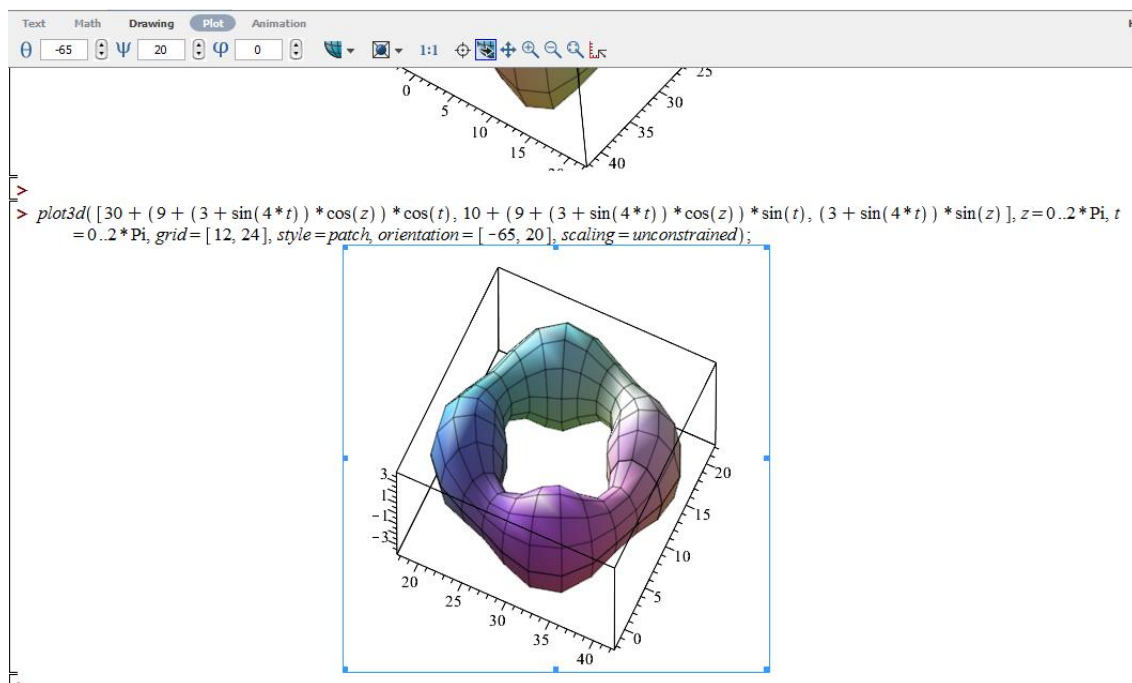 Text Math Drawing Plot Animation
θ -65 ψ 20 φ 0 1:1
0 5 10 15 20 25 30 35 40
>
> plot3d([30 + (9 + (3 + sin(4*t))*cos(z))*cos(t), 10 + (9 + (3 + sin(4*t))*cos(z))*sin(t), (3 + sin(4*t))*sin(z)], z=0..2*Pi, t
=0..2*Pi, grid=[12, 24], style=patch, orientation=[-65, 20], scaling=unconstrained);
3
1
-1
-3
20 25 30 35 40
0 5 10 15 20